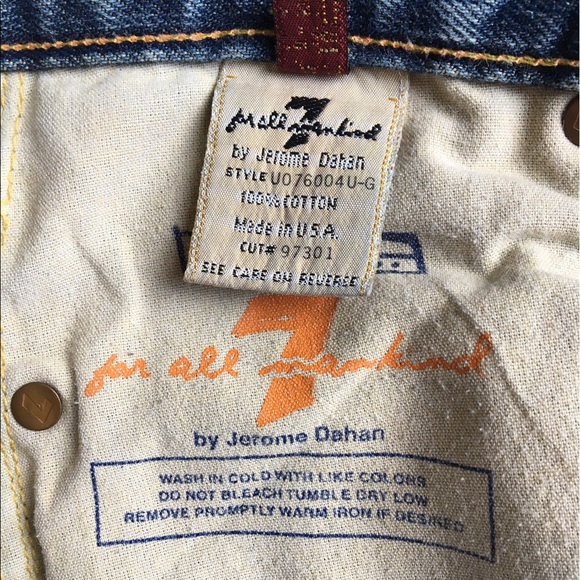 7
for all mankind
by Jerome Dahan
STYLE U076004U-G
100% COTTON
Made in U.S.A.
CUT# 97301
SEE CARE ON REVERSE
7
for all mankind
by Jerome Dahan
WASH IN COLD WITH LIKE COLORS
DO NOT BLEACH TUMBLE DRY LOW
REMOVE PROMPTLY WARM IRON IF DESIRED